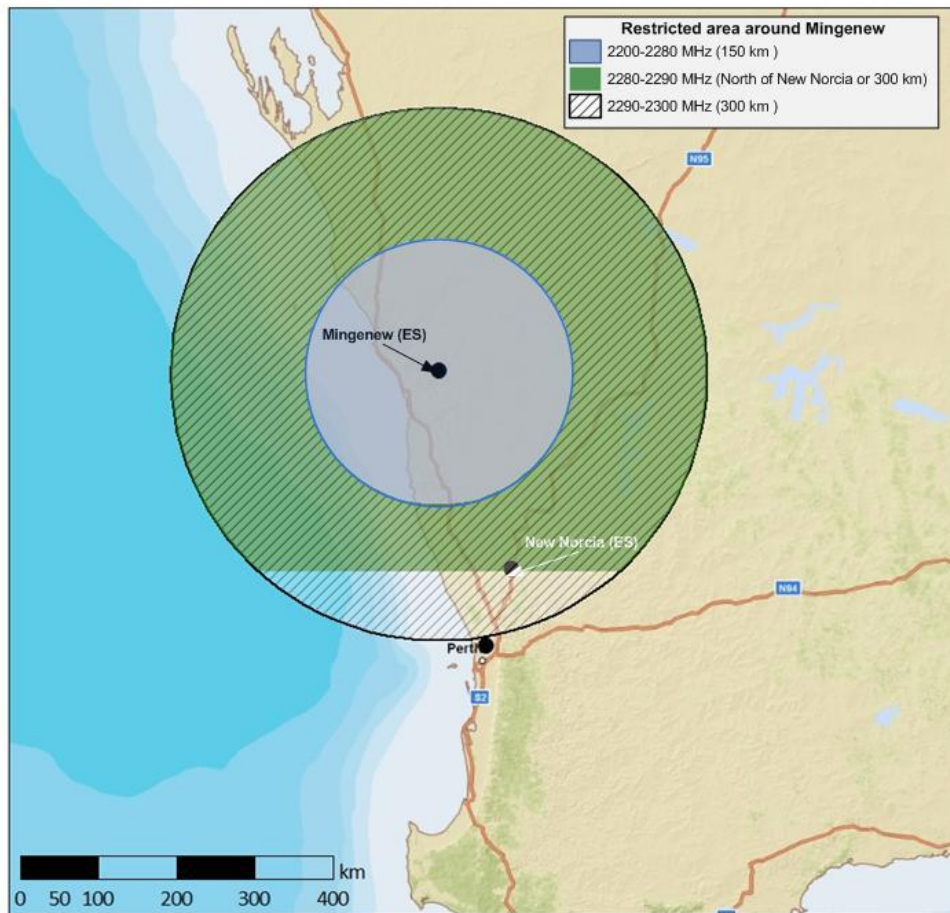 Restricted area around Mingenew
2200-2280 MHz (150 km )
2280-2290 MHz (North of New Norcia or 300 km)
2290-2300 MHz (300 km )
N95
Mingenew (ES)
New Norcia (ES)
N94
Perth
S2
km
0 50 100 200 300 400